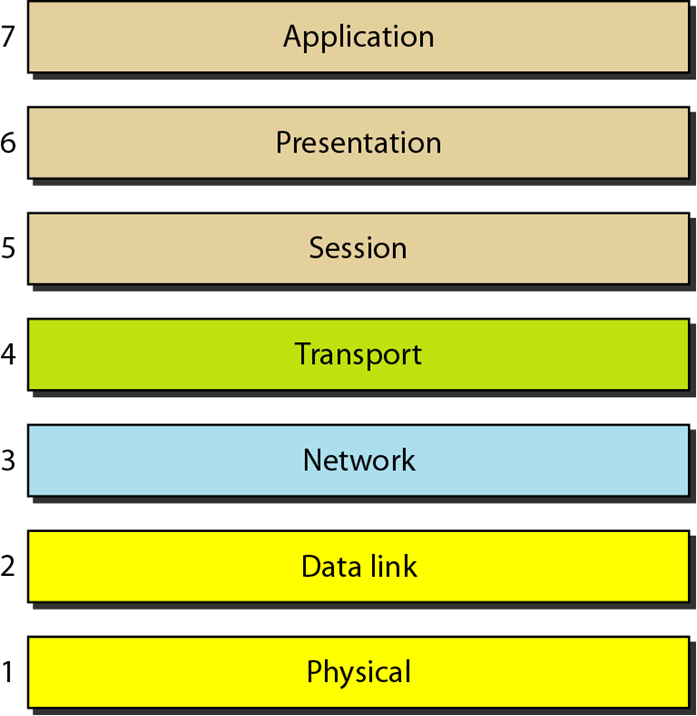 7 Application
6 Presentation
5 Session
4 Transport
3 Network
2 Data link
1 Physical